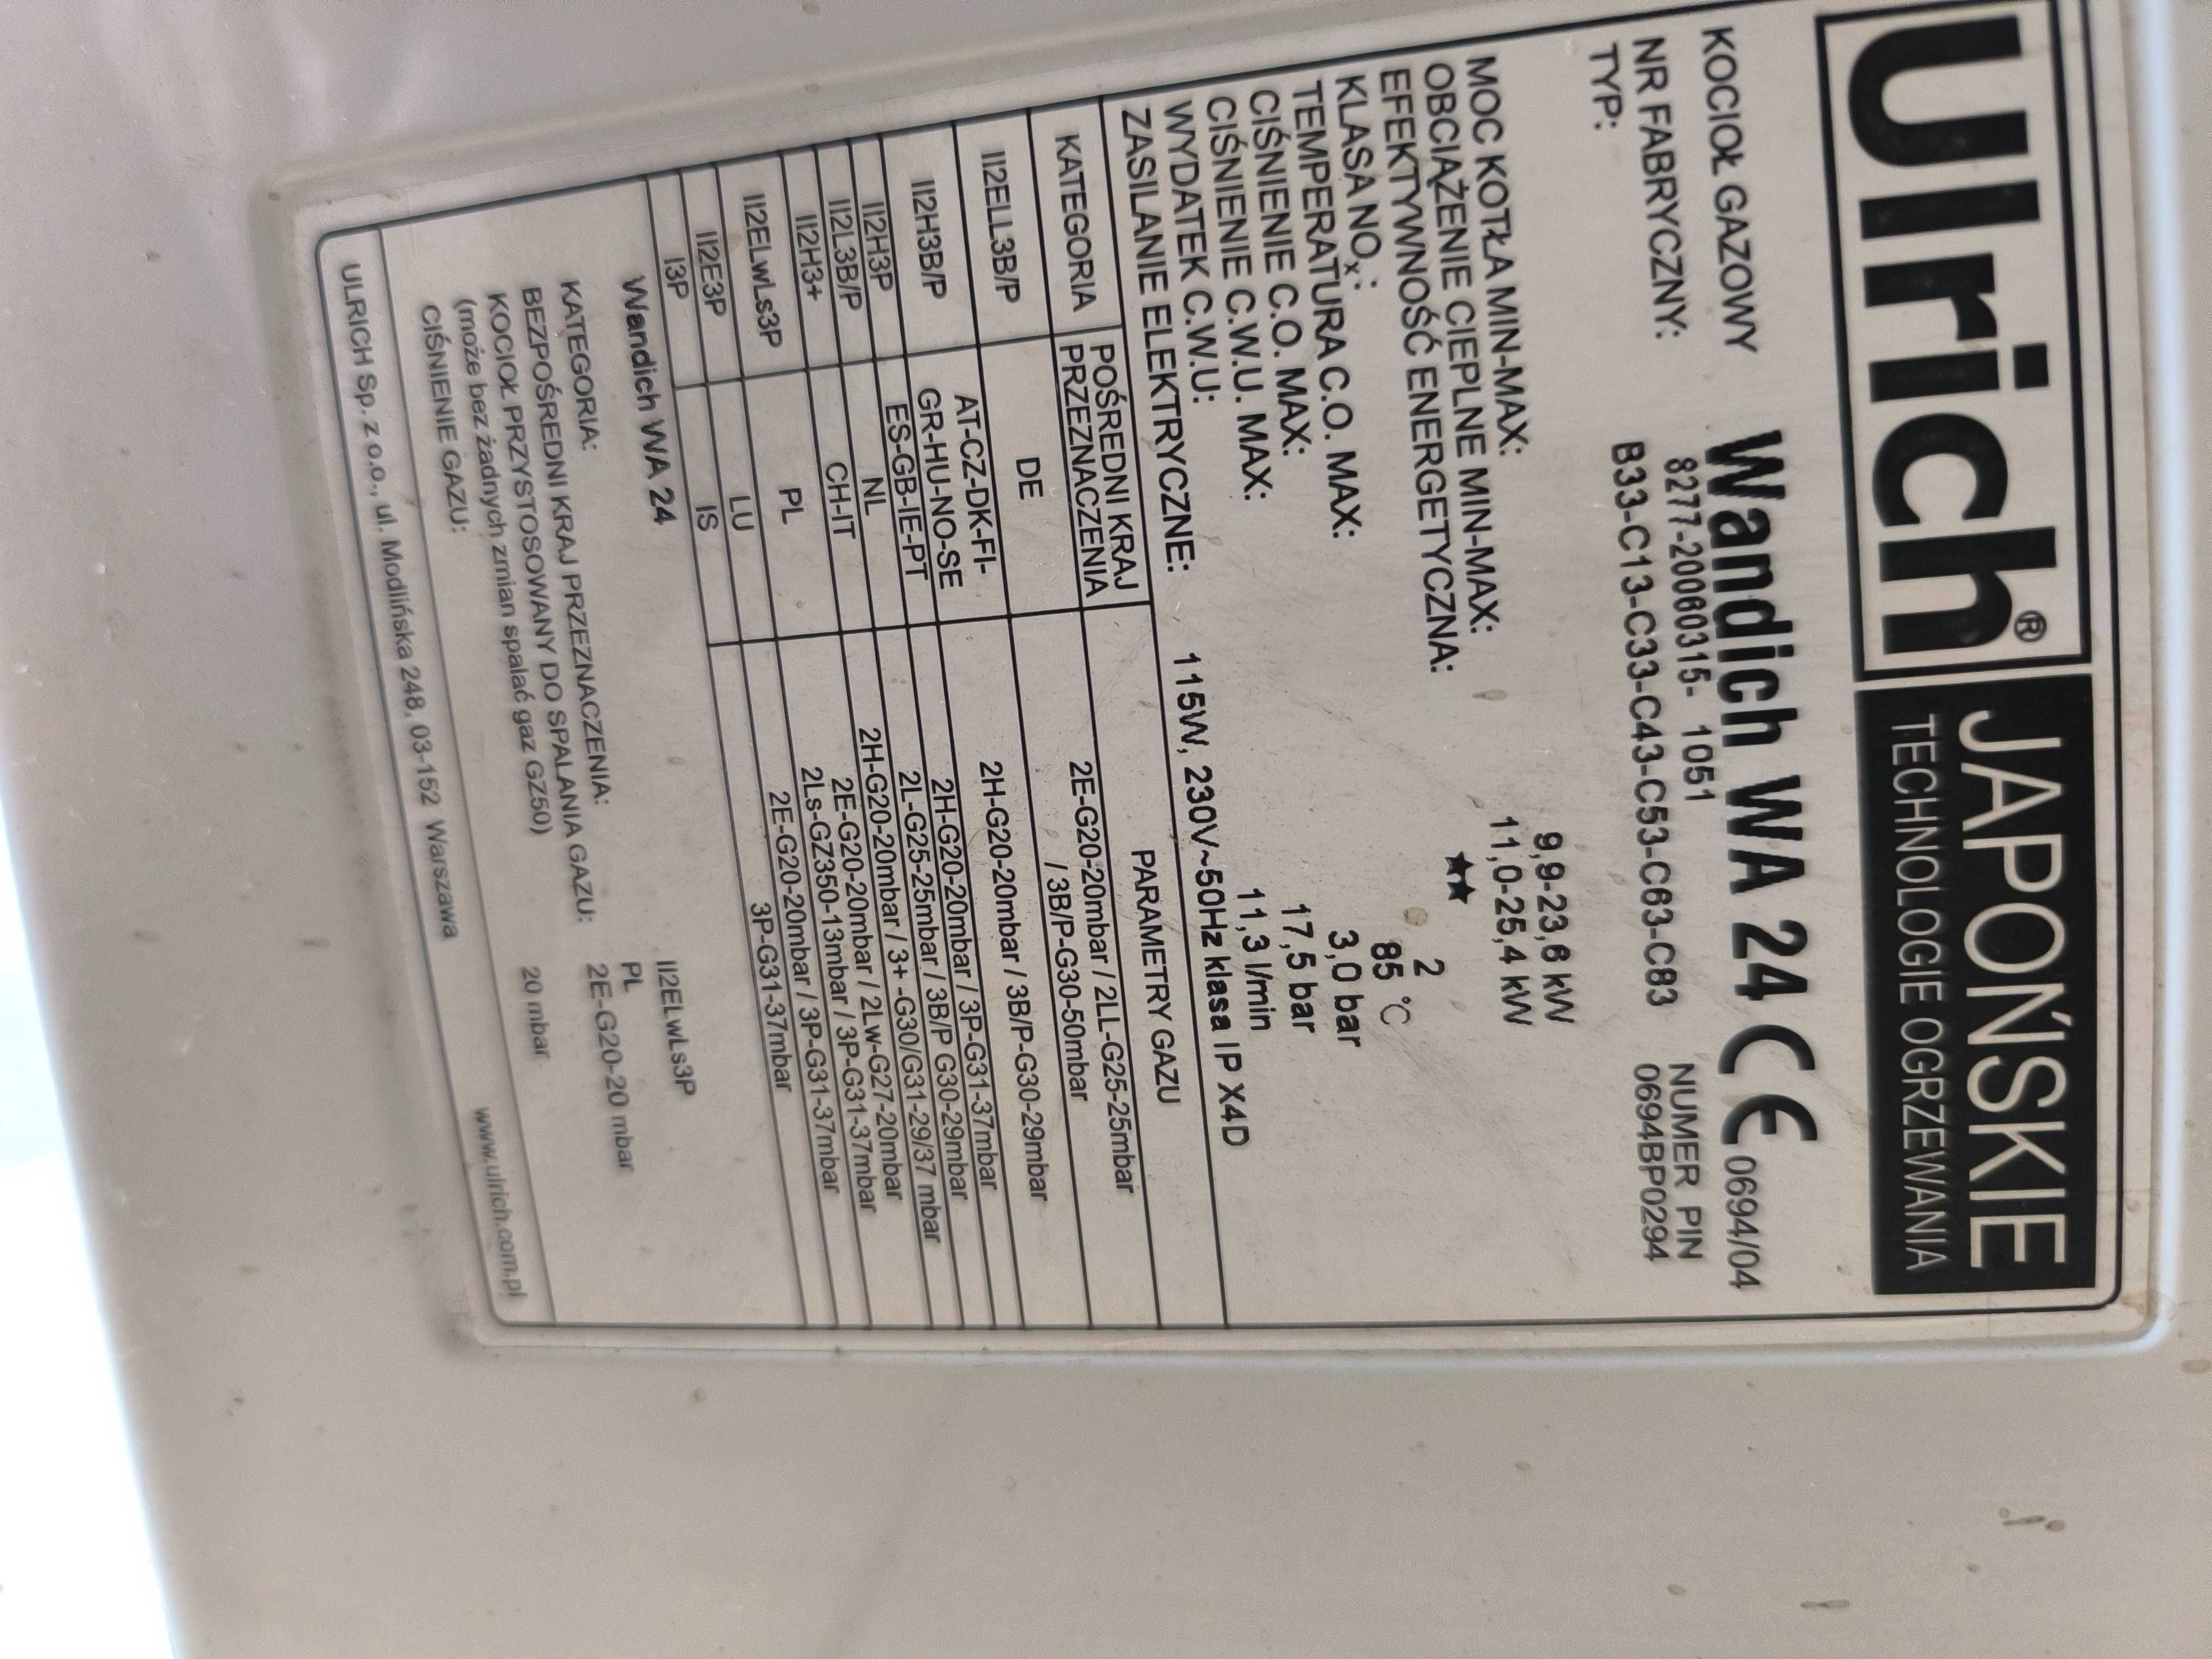 Ulrich® JAPOŃSKIE
TECHNOLOGIE OGRZEWANIA
KOCIOŁ GAZOWY Wandich WA 24 CE 0694/04
NR FABRYCZNY: 8277-20060315- 1051 NUMER PIN
TYP: B33-C13-C33-C43-C53-C63-C83 0694BP0294
MOC KOTŁA MIN-MAX: 9,9-23,6 kW
OBCIĄŻENIE CIEPLNE MIN-MAX: 11,0-25,4 kW
EFEKTYWNOŚĆ ENERGETYCZNA: ★★
KLASA NOx: 2
TEMPERATURA C.O. MAX: 85 °C
CIŚNIENIE C.O. MAX: 3,0 bar
CIŚNIENIE C.W.U. MAX: 17,5 bar
WYDATEK C.W.U: 11,3 l/min
ZASILANIE ELEKTRYCZNE: 115W, 230V~50Hz klasa IP X4D
KATEGORIA POŚREDNI KRAJ PRZEZNACZENIA PARAMETRY GAZU
II2ELL3B/P DE 2E-G20-20mbar / 2LL-G25-25mbar
/ 3B/P-G30-50mbar
II2H3B/P AT-CZ-DK-FI-
GR-HU-NO-SE 2H-G20-20mbar / 3B/P-G30-29mbar
II2H3P ES-GB-IE-PT 2H-G20-20mbar / 3P-G31-37mbar
II2L3B/P NL 2L-G25-25mbar / 3B/P G30-29mbar
II2H3+ CH-IT 2H-G20-20mbar / 3+ -G30/G31-29/37 mbar
II2ELwLs3P PL 2E-G20-20mbar / 2Lw-G27-20mbar
2Ls-GZ350-13mbar / 3P-G31-37mbar
II2E3P LU 2E-G20-20mbar / 3P-G31-37mbar
I3P IS 3P-G31-37mbar
Wandich WA 24
KATEGORIA: II2ELwLs3P
BEZPOŚREDNI KRAJ PRZEZNACZENIA: PL
KOCIOŁ PRZYSTOSOWANY DO SPALANIA GAZU: 2E-G20-20 mbar
(może bez żadnych zmian spalać gaz GZ50)
CIŚNIENIE GAZU: 20 mbar
ULRICH Sp. z o.o., ul. Modlińska 248, 03-152 Warszawa www.ulrich.com.pl